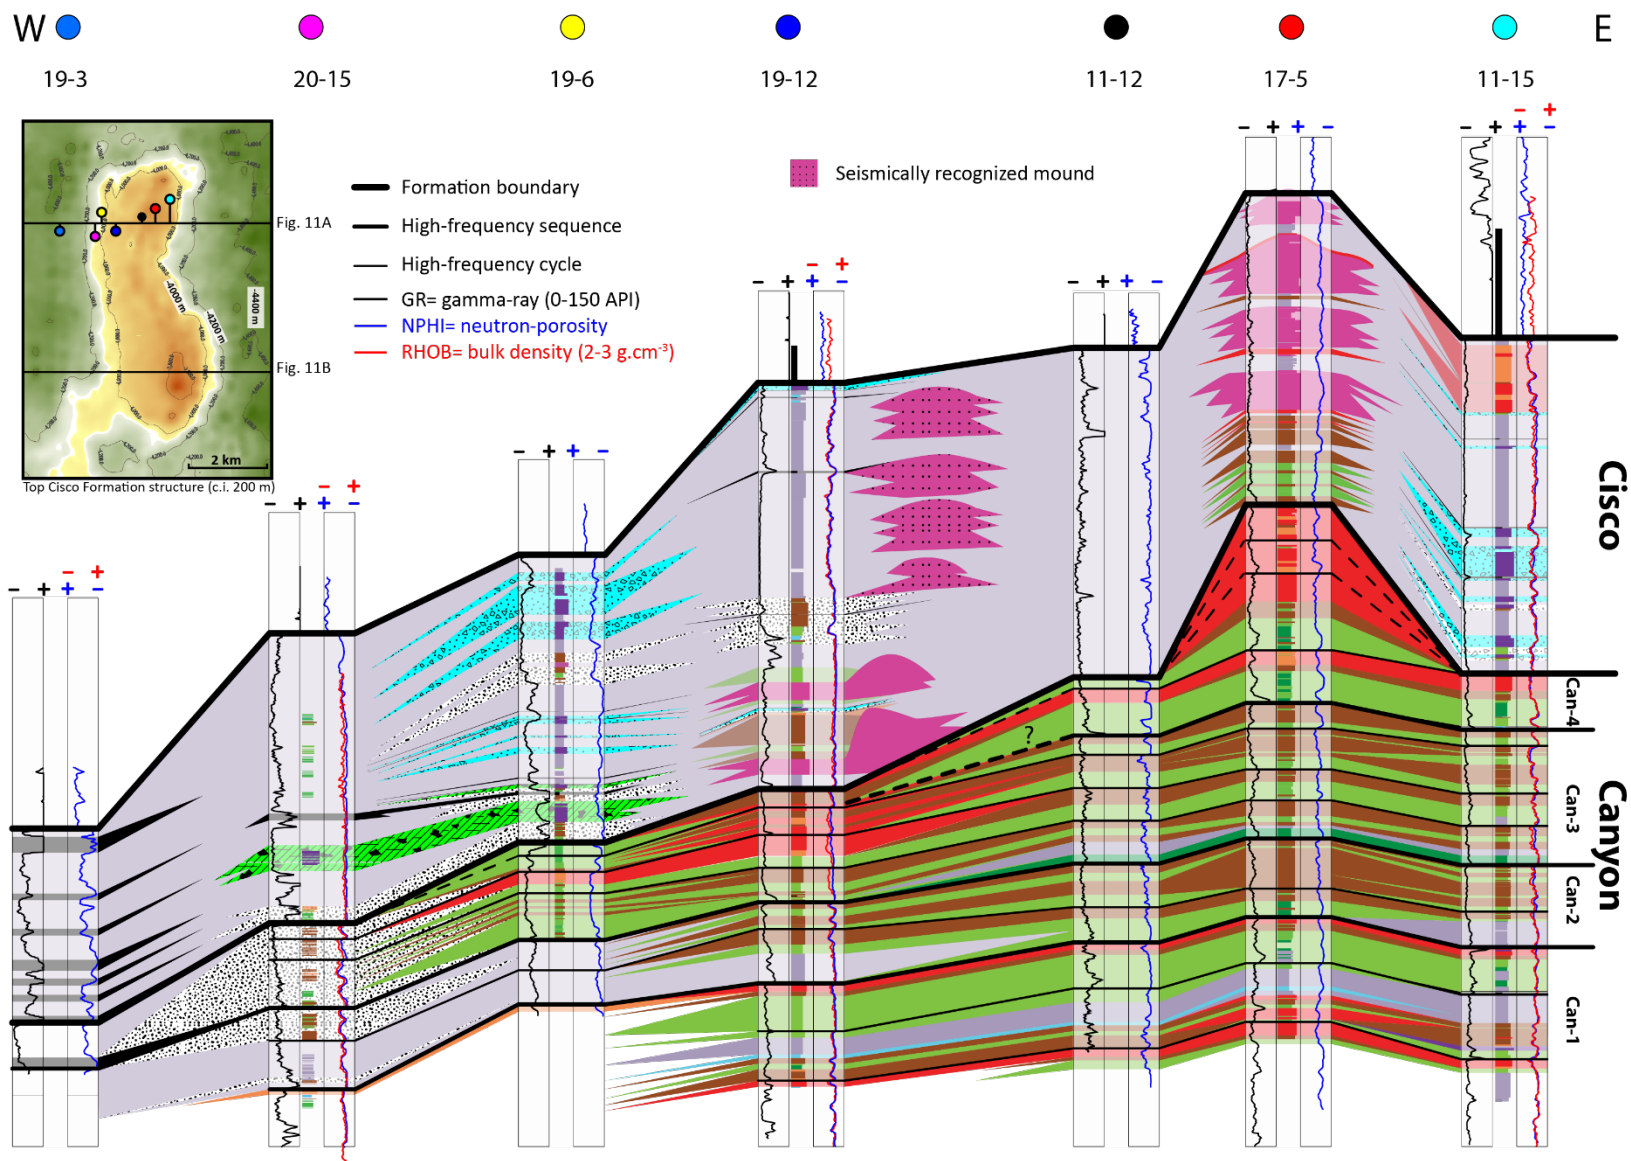 W E
19-3 20-15 19-6 19-12 11-12 17-5 11-15
Formation boundary
High-frequency sequence
High-frequency cycle
GR= gamma-ray (0-150 API)
NPHI= neutron-porosity
RHOB= bulk density (2-3 g.cm-3)
Seismically recognized mound
Fig. 11A
-4000 m
-4200 m
-4400 m
Fig. 11B
2 km
Top Cisco Formation structure (c.i. 200 m)
?
Cisco
Canyon
Can-4
Can-3
Can-2
Can-1